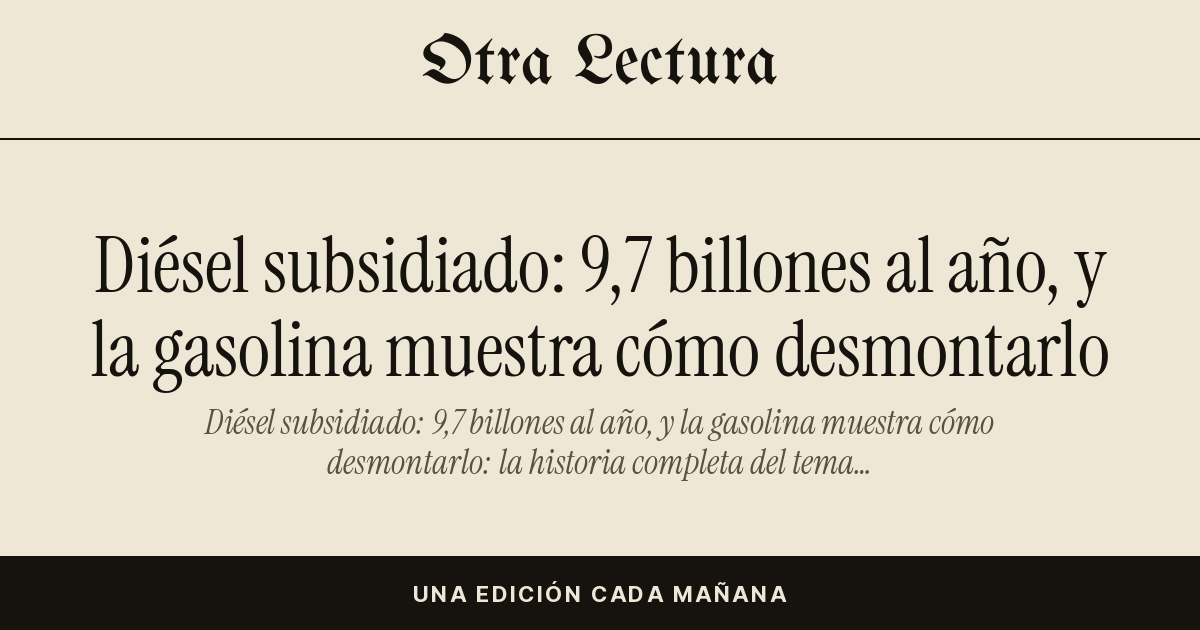 Otra Lectura
Diésel subsidiado: 9,7 billones al año, y
la gasolina muestra cómo desmontarlo
Diésel subsidiado: 9,7 billones al año, y la gasolina muestra cómo
desmontarlo: la historia completa del tema...
UNA EDICIÓN CADA MAÑANA